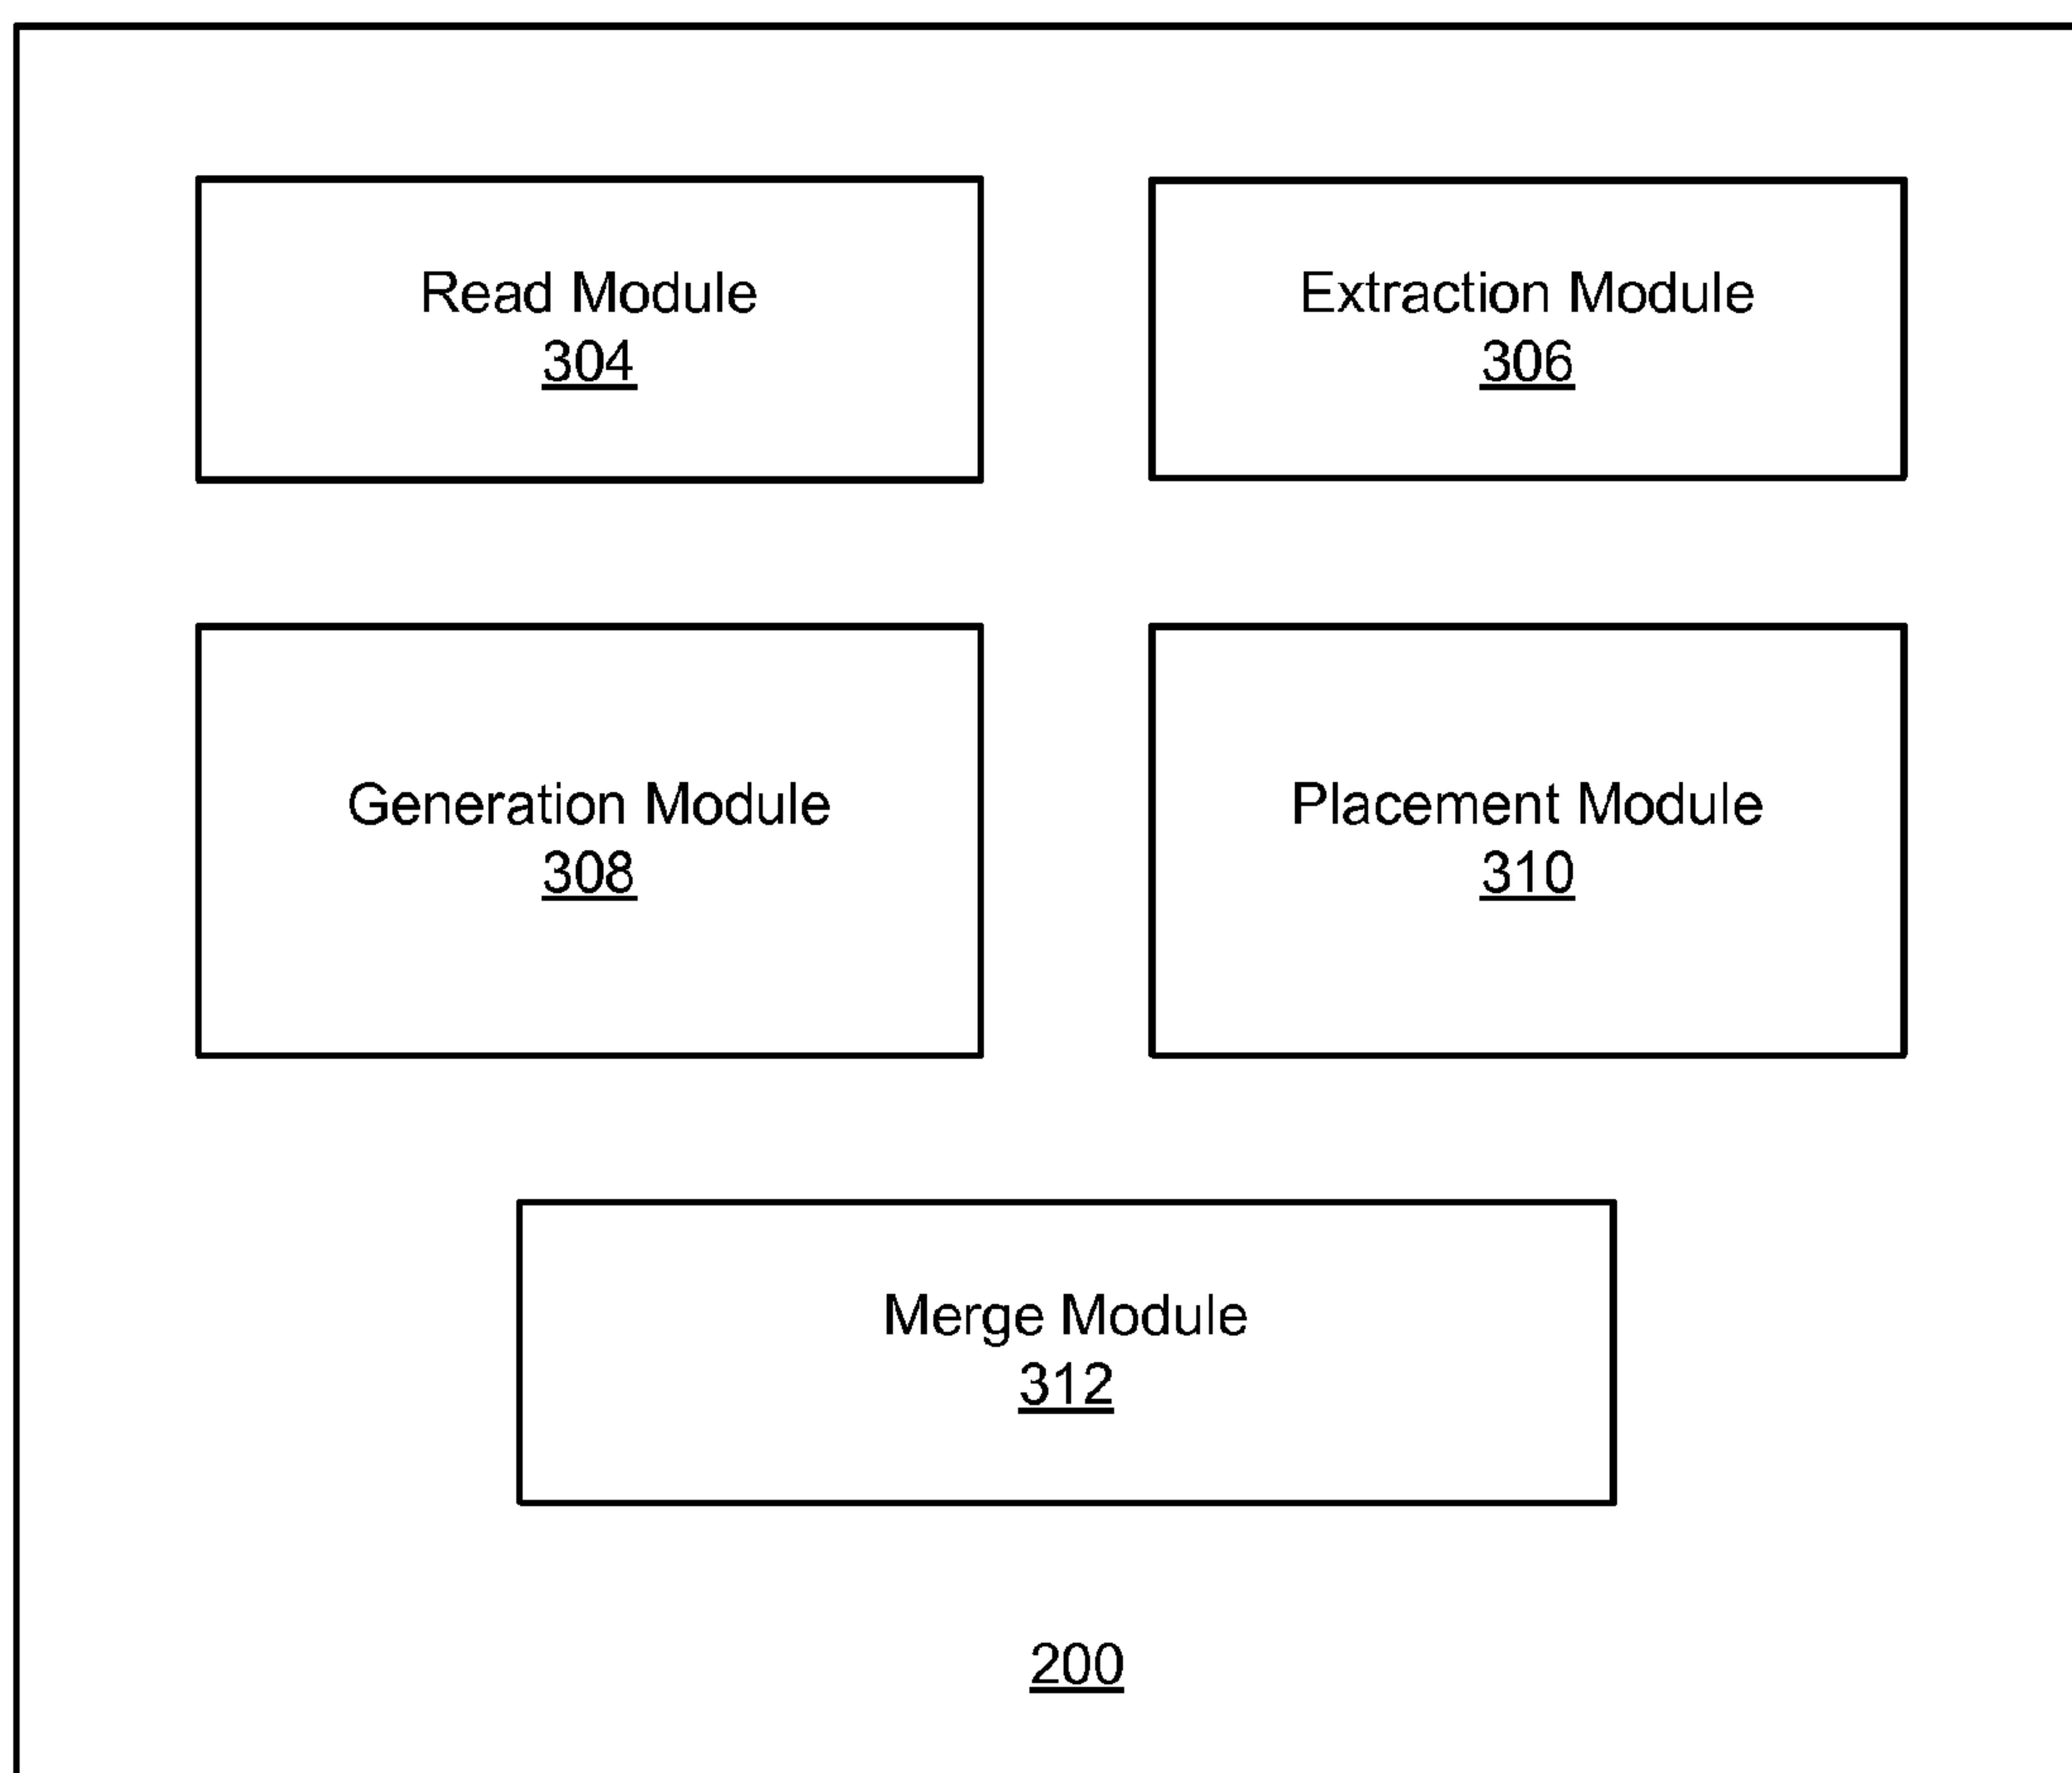 Read Module
304
Extraction Module
306
Generation Module
308
Placement Module
310
Merge Module
312
200